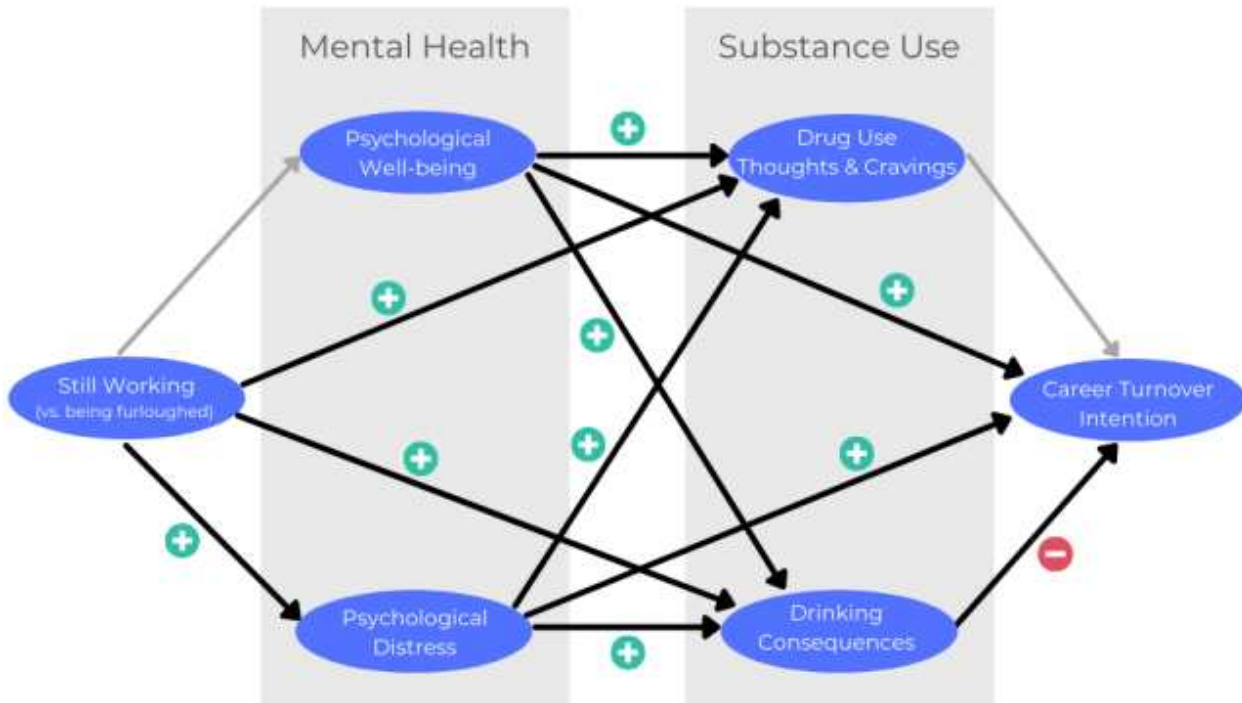 Mental Health
Substance Use
+
Psychological
Well-being
Drug Use
Thoughts & Cravings
+
+
+
Still Working
(vs. being furloughed)
Career Turnover
Intention
+
+
+
+
−
Psychological
Distress
Drinking
Consequences
+